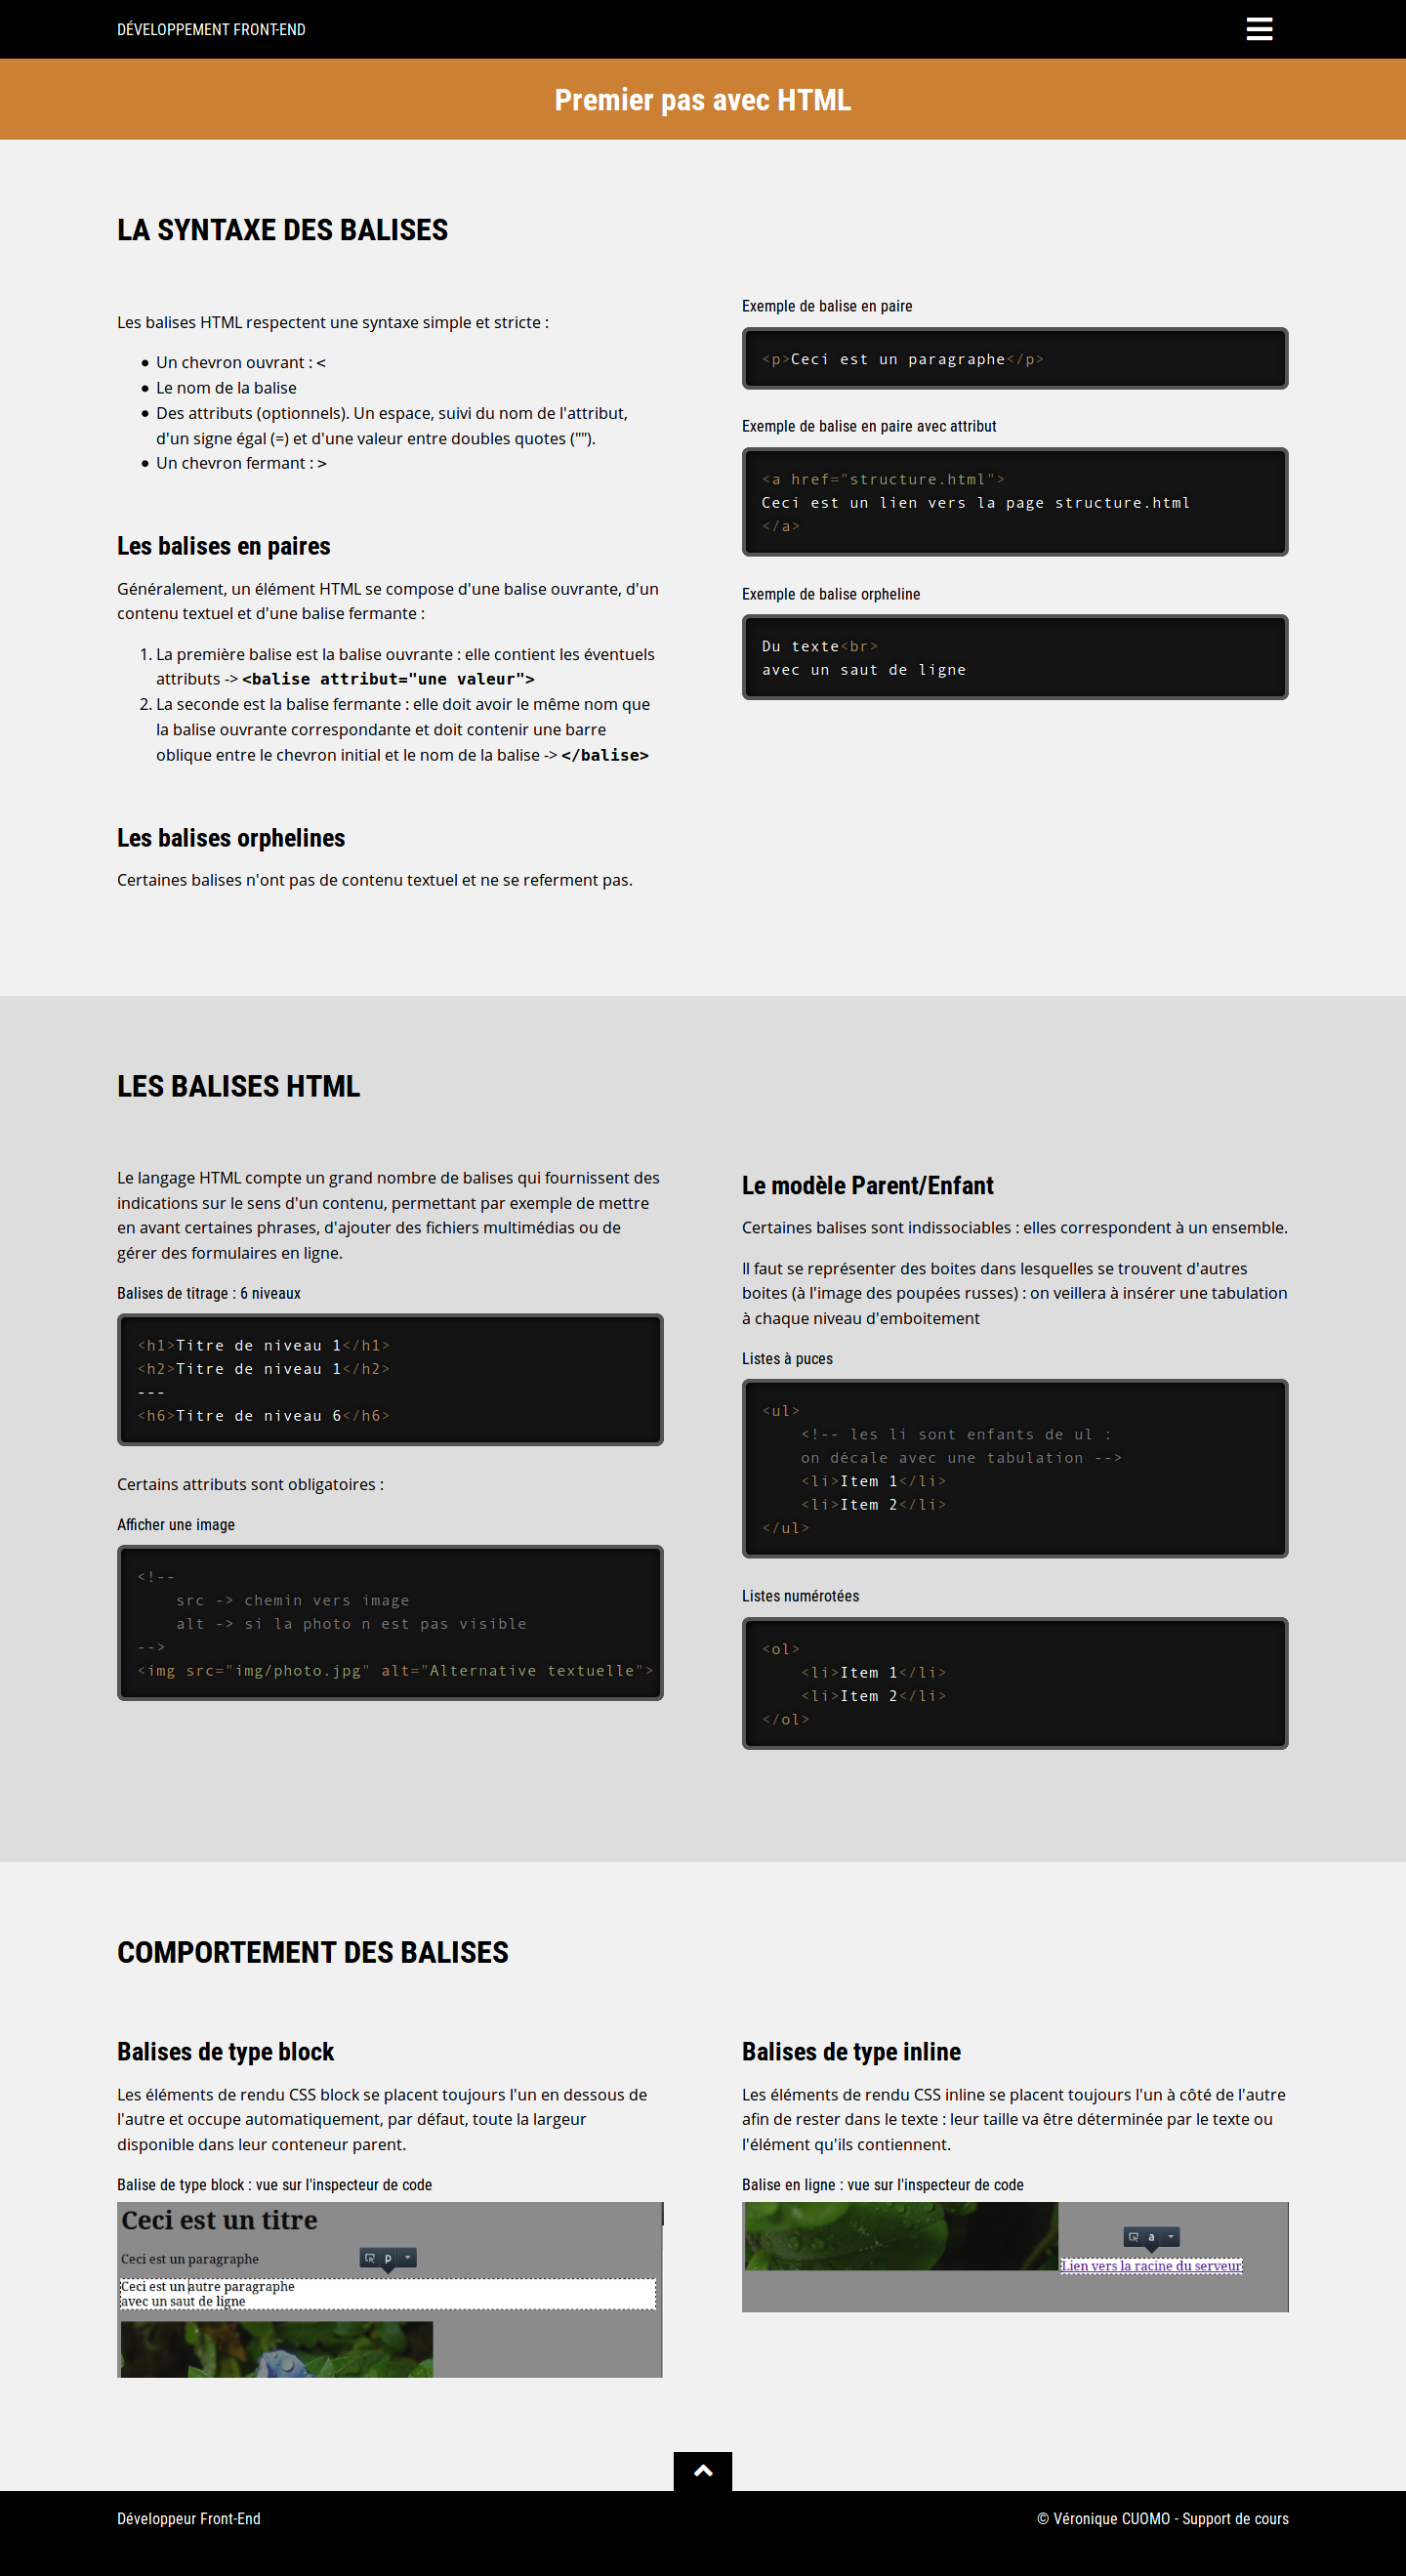 DÉVELOPPEMENT FRONT-END
Premier pas avec HTML
LA SYNTAXE DES BALISES
Les balises HTML respectent une syntaxe simple et stricte :
Un chevron ouvrant : <
Le nom de la balise
Des attributs (optionnels). Un espace, suivi du nom de l'attribut,
d'un signe égal (=) et d'une valeur entre doubles quotes ("").
Un chevron fermant : >
Les balises en paires
Généralement, un élément HTML se compose d'une balise ouvrante, d'un
contenu textuel et d'une balise fermante :
1. La première balise est la balise ouvrante : elle contient les éventuels
attributs -> <balise attribut="une valeur">
2. La seconde est la balise fermante : elle doit avoir le même nom que
la balise ouvrante correspondante et doit contenir une barre
oblique entre le chevron initial et le nom de la balise -> </balise>
Les balises orphelines
Certaines balises n'ont pas de contenu textuel et ne se referment pas.
Exemple de balise en paire
<p>Ceci est un paragraphe</p>
Exemple de balise en paire avec attribut
<a href="structure.html">
Ceci est un lien vers la page structure.html
</a>
Exemple de balise orpheline
Du texte<br>
avec un saut de ligne
LES BALISES HTML
Le langage HTML compte un grand nombre de balises qui fournissent des
indications sur le sens d'un contenu, permettant par exemple de mettre
en avant certaines phrases, d'ajouter des fichiers multimédias ou de
gérer des formulaires en ligne.
Balises de titrage : 6 niveaux
<h1>Titre de niveau 1</h1>
<h2>Titre de niveau 1</h2>
---
<h6>Titre de niveau 6</h6>
Certains attributs sont obligatoires :
Afficher une image
<!--
src -> chemin vers image
alt -> si la photo n est pas visible
-->
<img src="img/photo.jpg" alt="Alternative textuelle">
Le modèle Parent/Enfant
Certaines balises sont indissociables : elles correspondent à un ensemble.
Il faut se représenter des boites dans lesquelles se trouvent d'autres
boites (à l'image des poupées russes) : on veillera à insérer une tabulation
à chaque niveau d'emboitement
Listes à puces
<ul>
<!-- les li sont enfants de ul :
on décale avec une tabulation -->
<li>Item 1</li>
<li>Item 2</li>
</ul>
Listes numérotées
<ol>
<li>Item 1</li>
<li>Item 2</li>
</ol>
COMPORTEMENT DES BALISES
Balises de type block
Les éléments de rendu CSS block se placent toujours l'un en dessous de
l'autre et occupe automatiquement, par défaut, toute la largeur
disponible dans leur conteneur parent.
Balise de type block : vue sur l'inspecteur de code
Ceci est un titre
Ceci est un paragraphe
p
Ceci est un autre paragraphe
avec un saut de ligne
Balises de type inline
Les éléments de rendu CSS inline se placent toujours l'un à côté de l'autre
afin de rester dans le texte : leur taille va être déterminée par le texte ou
l'élément qu'ils contiennent.
Balise en ligne : vue sur l'inspecteur de code
a
Lien vers la racine du serveur
Développeur Front-End
© Véronique CUOMO - Support de cours